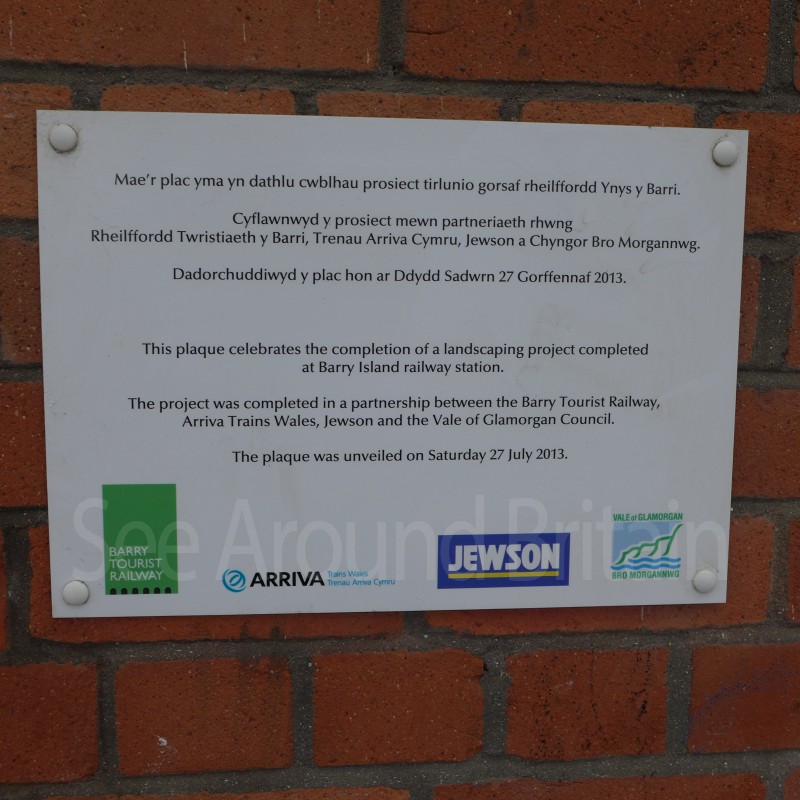 Mae'r plac yma yn dathlu cwblhau prosiect tirlunio gorsaf rheilffordd Ynys y Barri.
Cyflawnwyd y prosiect mewn partneriaeth rhwng
Rheilffordd Twristiaeth y Barri, Trenau Arriva Cymru, Jewson a Chyngor Bro Morgannwg.
Dadorchuddiwyd y plac hon ar Ddydd Sadwrn 27 Gorffennaf 2013.
This plaque celebrates the completion of a landscaping project completed
at Barry Island railway station.
The project was completed in a partnership between the Barry Tourist Railway,
Arriva Trains Wales, Jewson and the Vale of Glamorgan Council.
The plaque was unveiled on Saturday 27 July 2013.
BARRY
TOURIST
RAILWAY
ARRIVA
Trains Wales
Trenau Arriva Cymru
JEWSON
VALE of GLAMORGAN
BRO MORGANNWG
See Around Britain